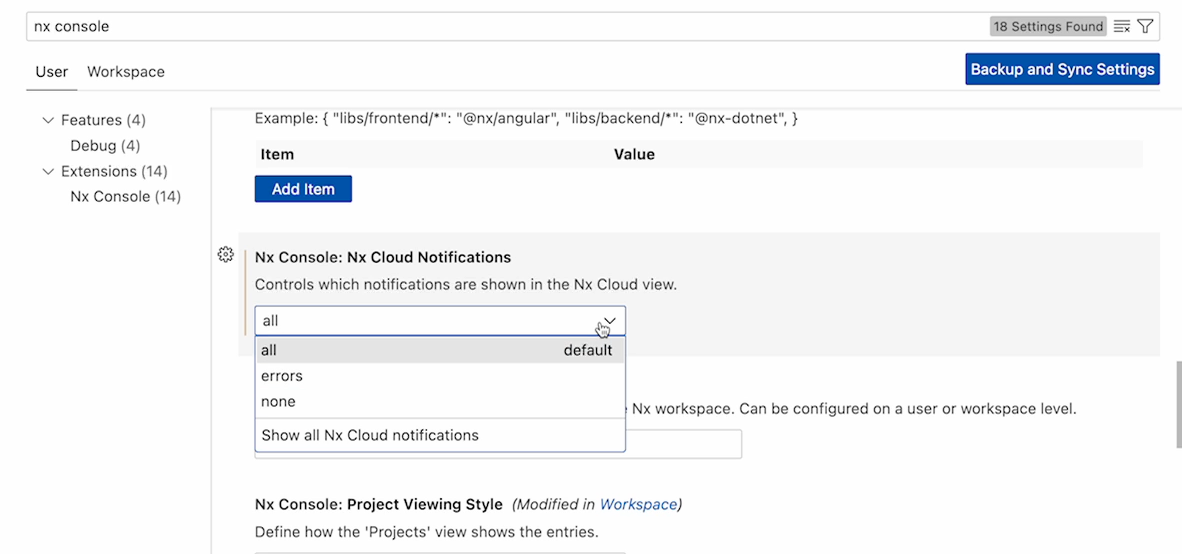 nx console
18 Settings Found
User Workspace
Backup and Sync Settings
Features (4)
Debug (4)
Extensions (14)
Nx Console (14)
Example: { "libs/frontend/*": "@nx/angular", "libs/backend/*": "@nx-dotnet", }
Item Value
Add Item
Nx Console: Nx Cloud Notifications
Controls which notifications are shown in the Nx Cloud view.
all
all default
errors
none
Show all Nx Cloud notifications
Nx workspace. Can be configured on a user or workspace level.
Nx Console: Project Viewing Style (Modified in Workspace)
Define how the 'Projects' view shows the entries.